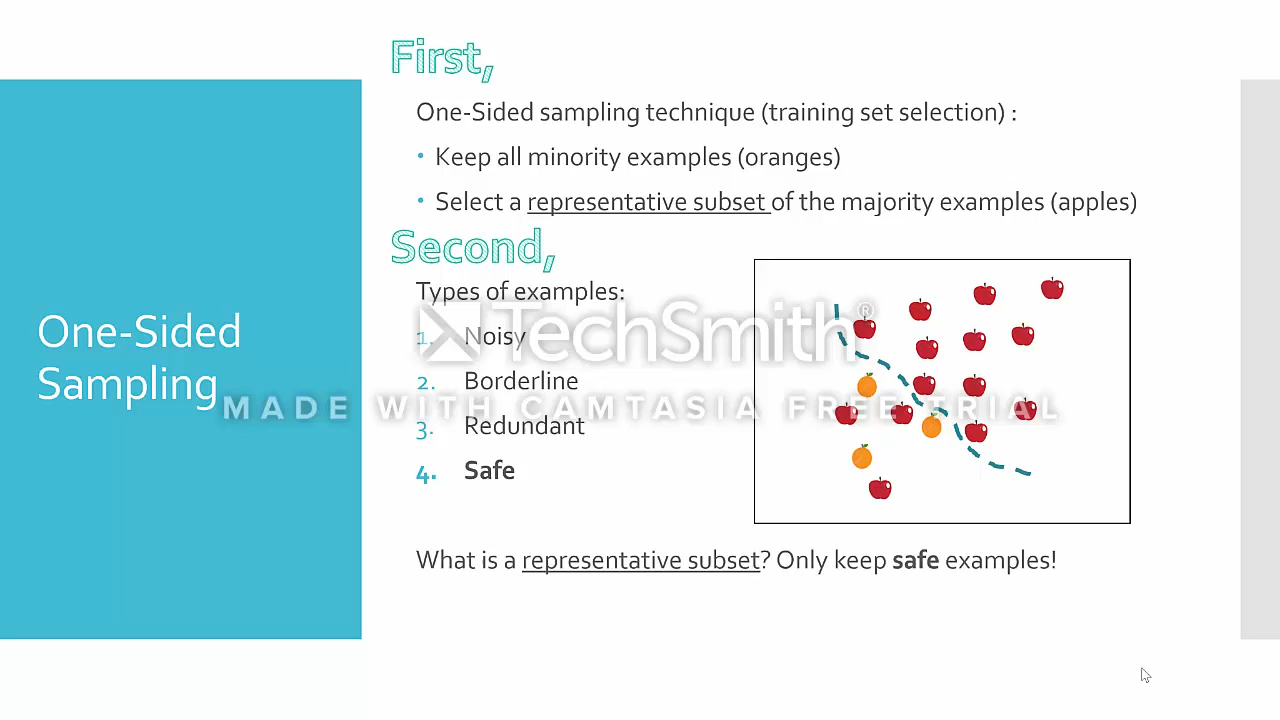 First,
One-Sided sampling technique (training set selection) :
• Keep all minority examples (oranges)
• Select a representative subset of the majority examples (apples)
Second,
Types of examples:
1. Noisy
2. Borderline
3. Redundant
4. Safe
What is a representative subset? Only keep safe examples!
One-Sided
Sampling
TechSmith®
MADE WITH CAMTASIA FREE TRIAL